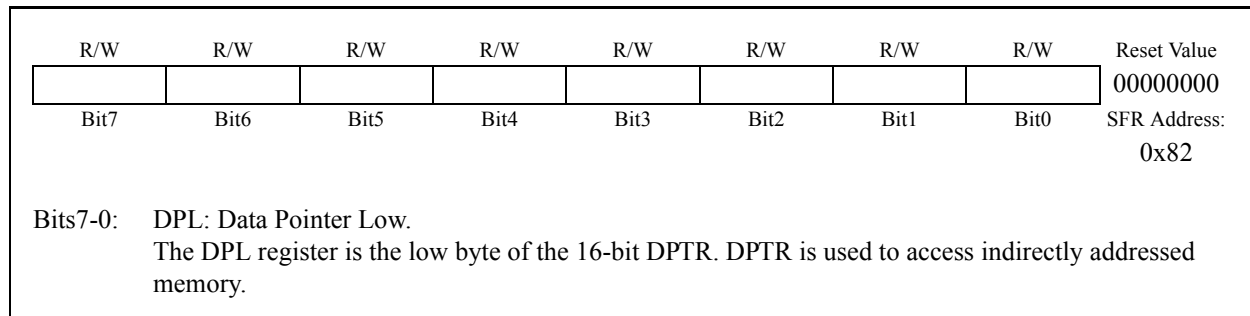 R/W R/W R/W R/W R/W R/W R/W R/W Reset Value
00000000
Bit7 Bit6 Bit5 Bit4 Bit3 Bit2 Bit1 Bit0 SFR Address:
0x82
Bits7-0: DPL: Data Pointer Low.
The DPL register is the low byte of the 16-bit DPTR. DPTR is used to access indirectly addressed
memory.